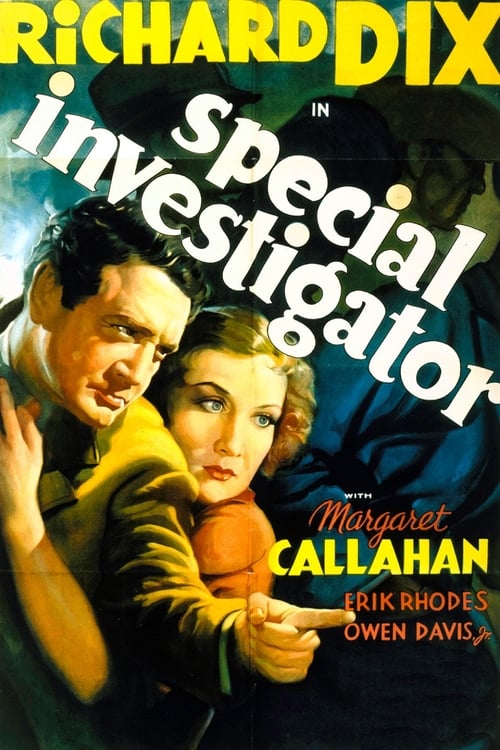 RiCHARD DIX
IN
special
investigator
WITH
Margaret
CALLAHAN
ERIK RHODES
OWEN DAVIS, Jr.